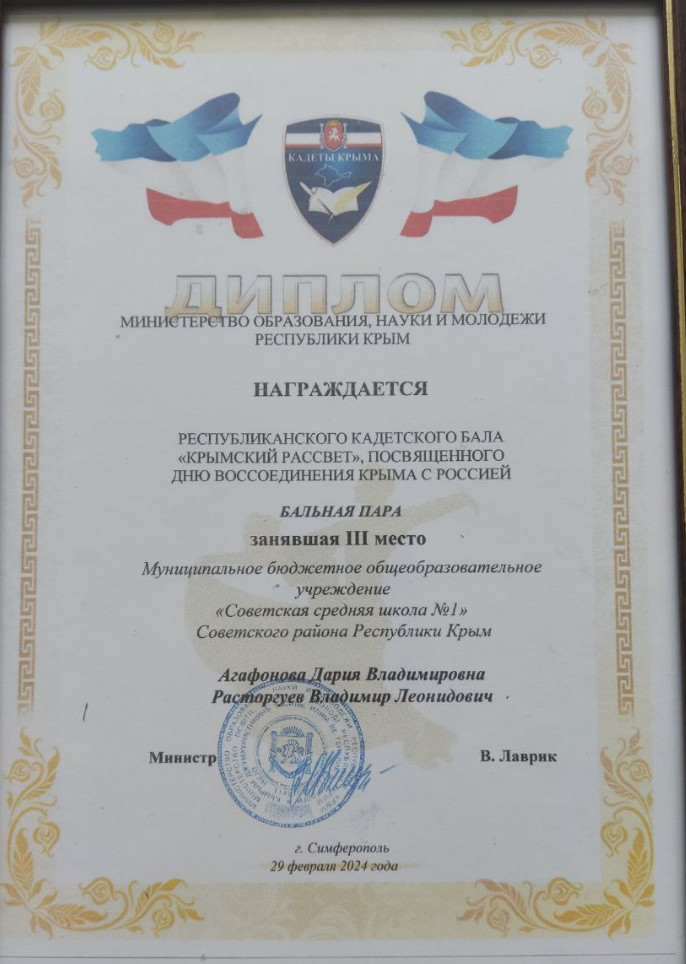 КАДЕТЫ КРЫМА
ДИПЛОМ
МИНИСТЕРСТВО ОБРАЗОВАНИЯ, НАУКИ И МОЛОДЕЖИ
РЕСПУБЛИКИ КРЫМ
НАГРАЖДАЕТСЯ
РЕСПУБЛИКАНСКОГО КАДЕТСКОГО БАЛА
«КРЫМСКИЙ РАССВЕТ», ПОСВЯЩЕННОГО
ДНЮ ВОССОЕДИНЕНИЯ КРЫМА С РОССИЕЙ
БАЛЬНАЯ ПАРА
занявшая III место
Муниципальное бюджетное общеобразовательное
учреждение
«Советская средняя школа №1»
Советского района Республики Крым
Агафонова Дария Владимировна
Расторгуев Владимир Леонидович
Министр
В. Лаврик
г. Симферополь
29 февраля 2024 года